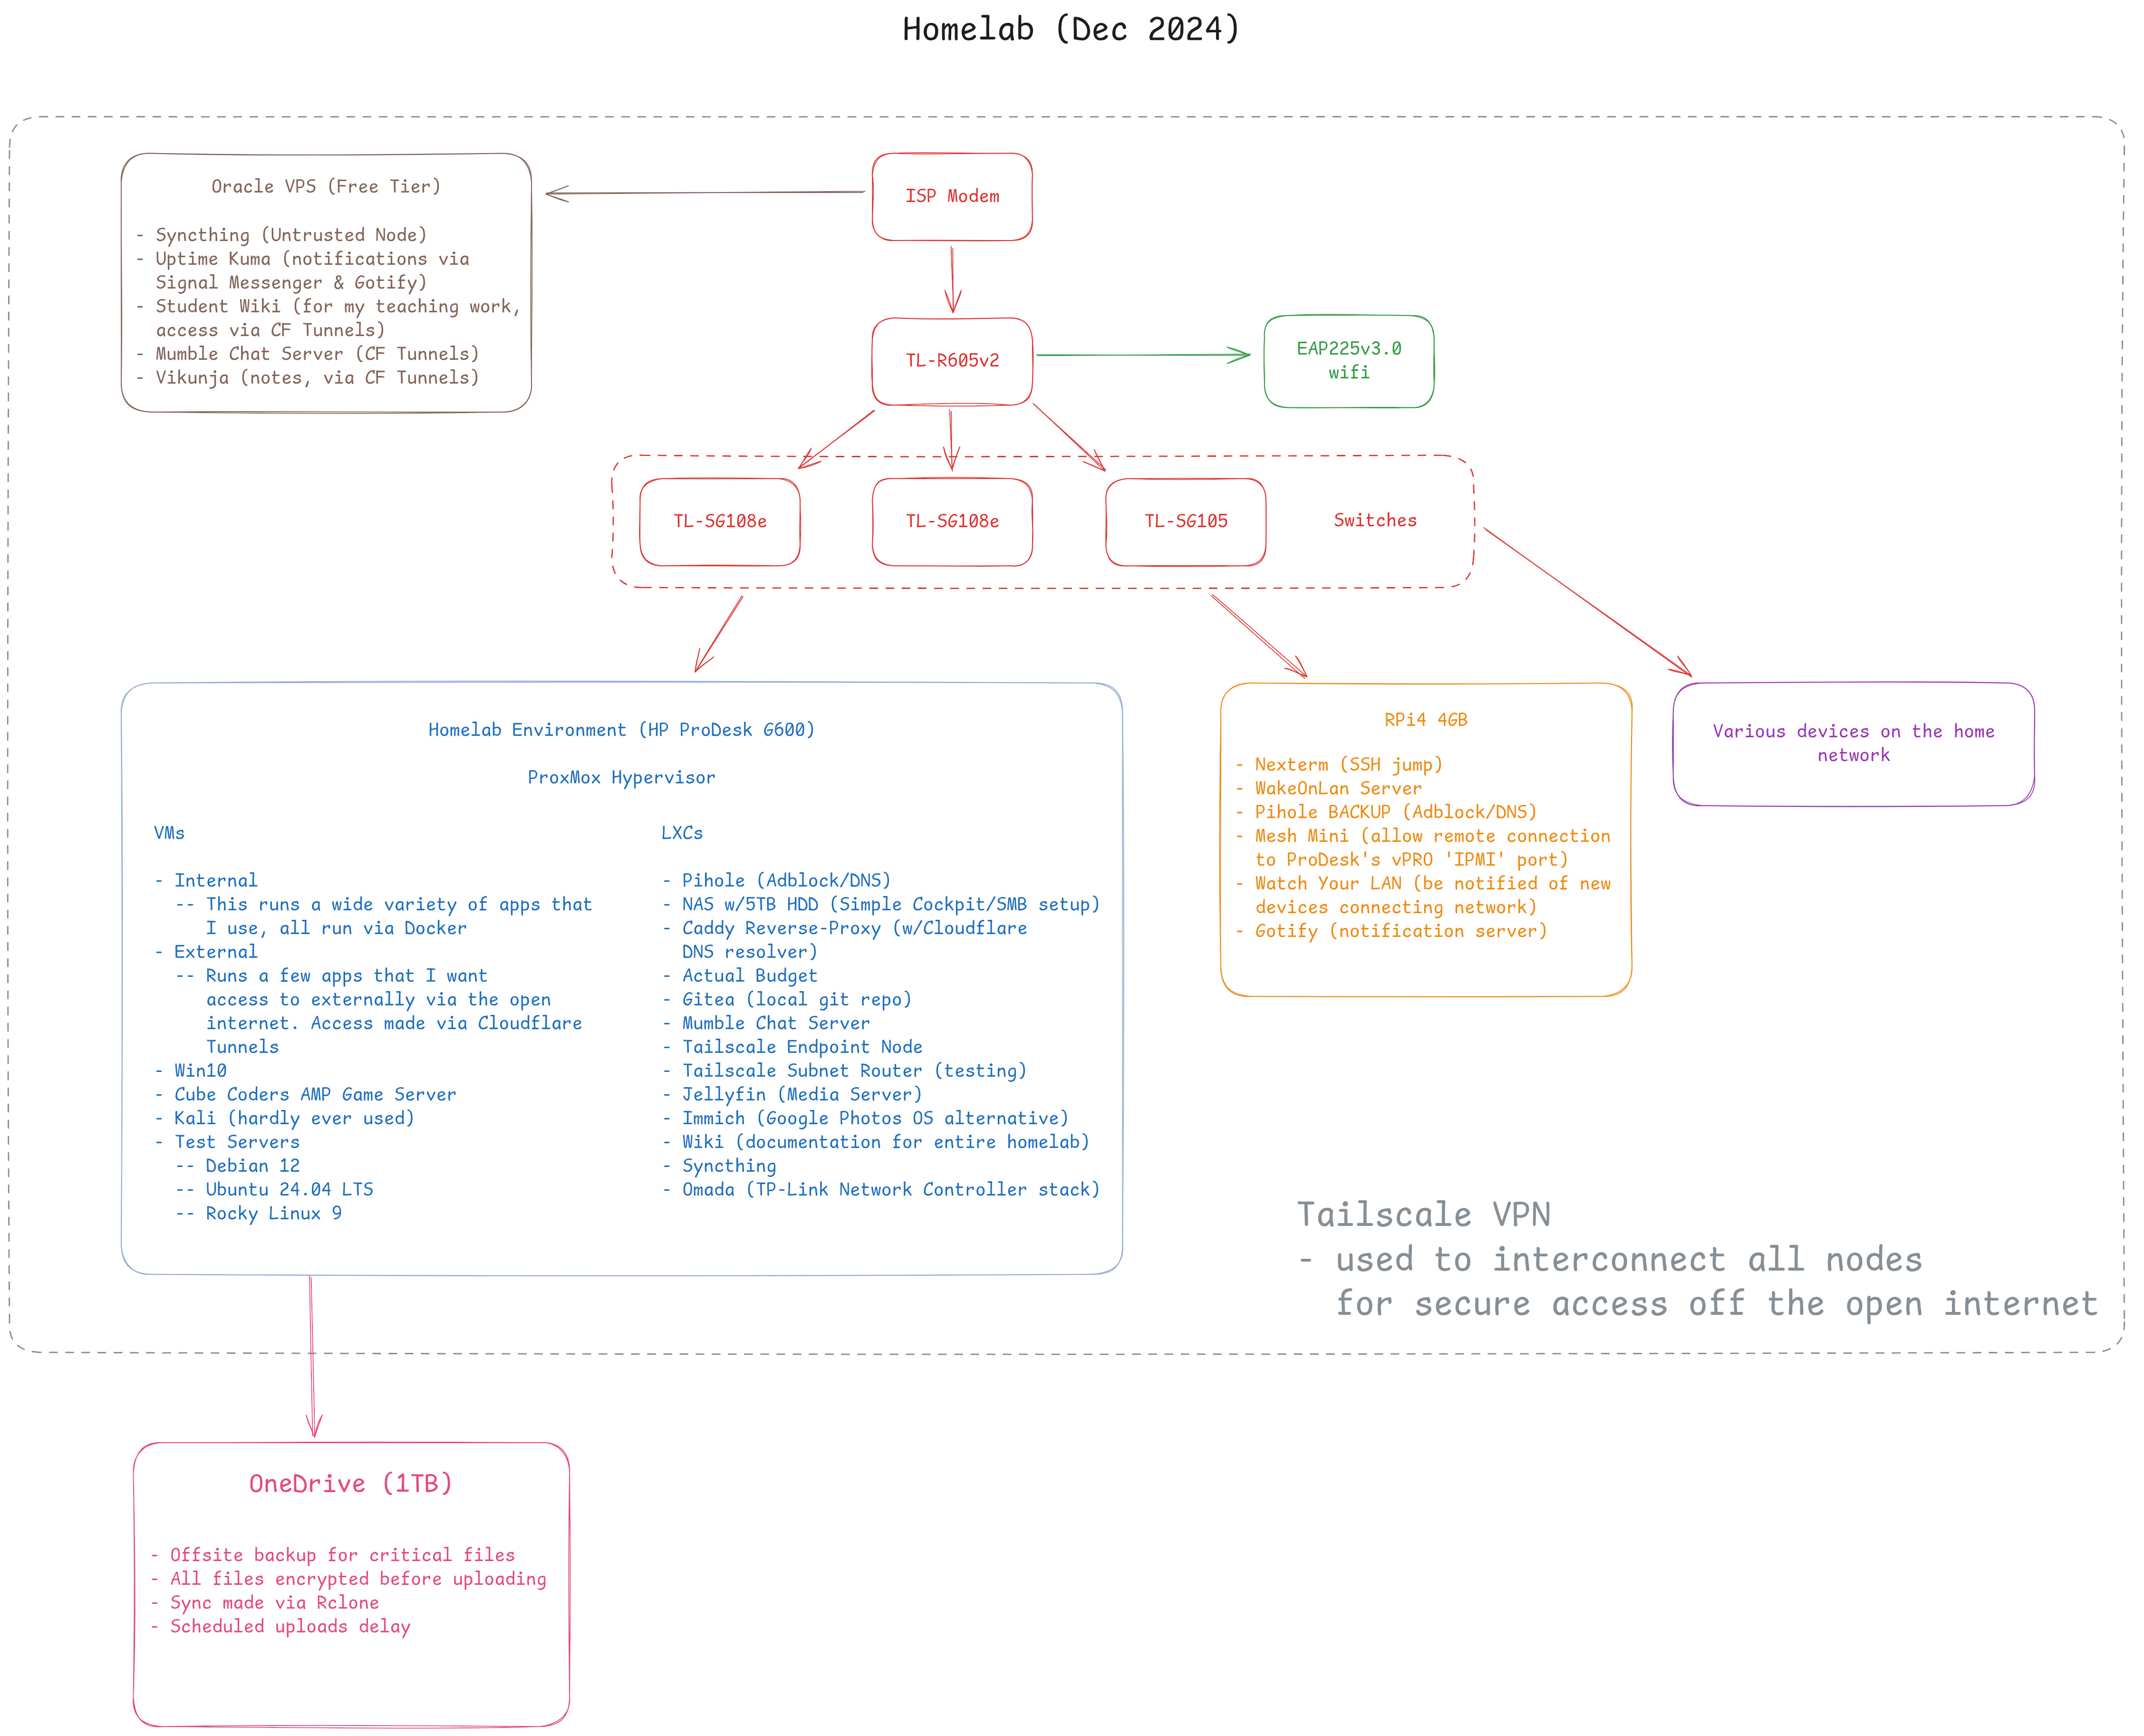 Homelab (Dec 2024)
Oracle VPS (Free Tier)
- Syncthing (Untrusted Node)
- Uptime Kuma (notifications via
Signal Messenger & Gotify)
- Student Wiki (for my teaching work,
access via CF Tunnels)
- Mumble Chat Server (CF Tunnels)
- Vikunja (notes, via CF Tunnels)
ISP Modem
TL-R605v2
EAP225v3.0
wifi
TL-SG108e
TL-SG108e
TL-SG105
Switches
Homelab Environment (HP ProDesk G600)
ProxMox Hypervisor
VMs
- Internal
-- This runs a wide variety of apps that
I use, all run via Docker
- External
-- Runs a few apps that I want
access to externally via the open
internet. Access made via Cloudflare
Tunnels
- Win10
- Cube Coders AMP Game Server
- Kali (hardly ever used)
- Test Servers
-- Debian 12
-- Ubuntu 24.04 LTS
-- Rocky Linux 9
LXCs
- Pihole (Adblock/DNS)
- NAS w/5TB HDD (Simple Cockpit/SMB setup)
- Caddy Reverse-Proxy (w/Cloudflare
DNS resolver)
- Actual Budget
- Gitea (local git repo)
- Mumble Chat Server
- Tailscale Endpoint Node
- Tailscale Subnet Router (testing)
- Jellyfin (Media Server)
- Immich (Google Photos OS alternative)
- Wiki (documentation for entire homelab)
- Syncthing
- Omada (TP-Link Network Controller stack)
RPi4 4GB
- Nexterm (SSH jump)
- WakeOnLan Server
- Pihole BACKUP (Adblock/DNS)
- Mesh Mini (allow remote connection
to ProDesk's vPRO 'IPMI' port)
- Watch Your LAN (be notified of new
devices connecting network)
- Gotify (notification server)
Various devices on the home
network
Tailscale VPN
- used to interconnect all nodes
for secure access off the open internet
OneDrive (1TB)
- Offsite backup for critical files
- All files encrypted before uploading
- Sync made via Rclone
- Scheduled uploads delay